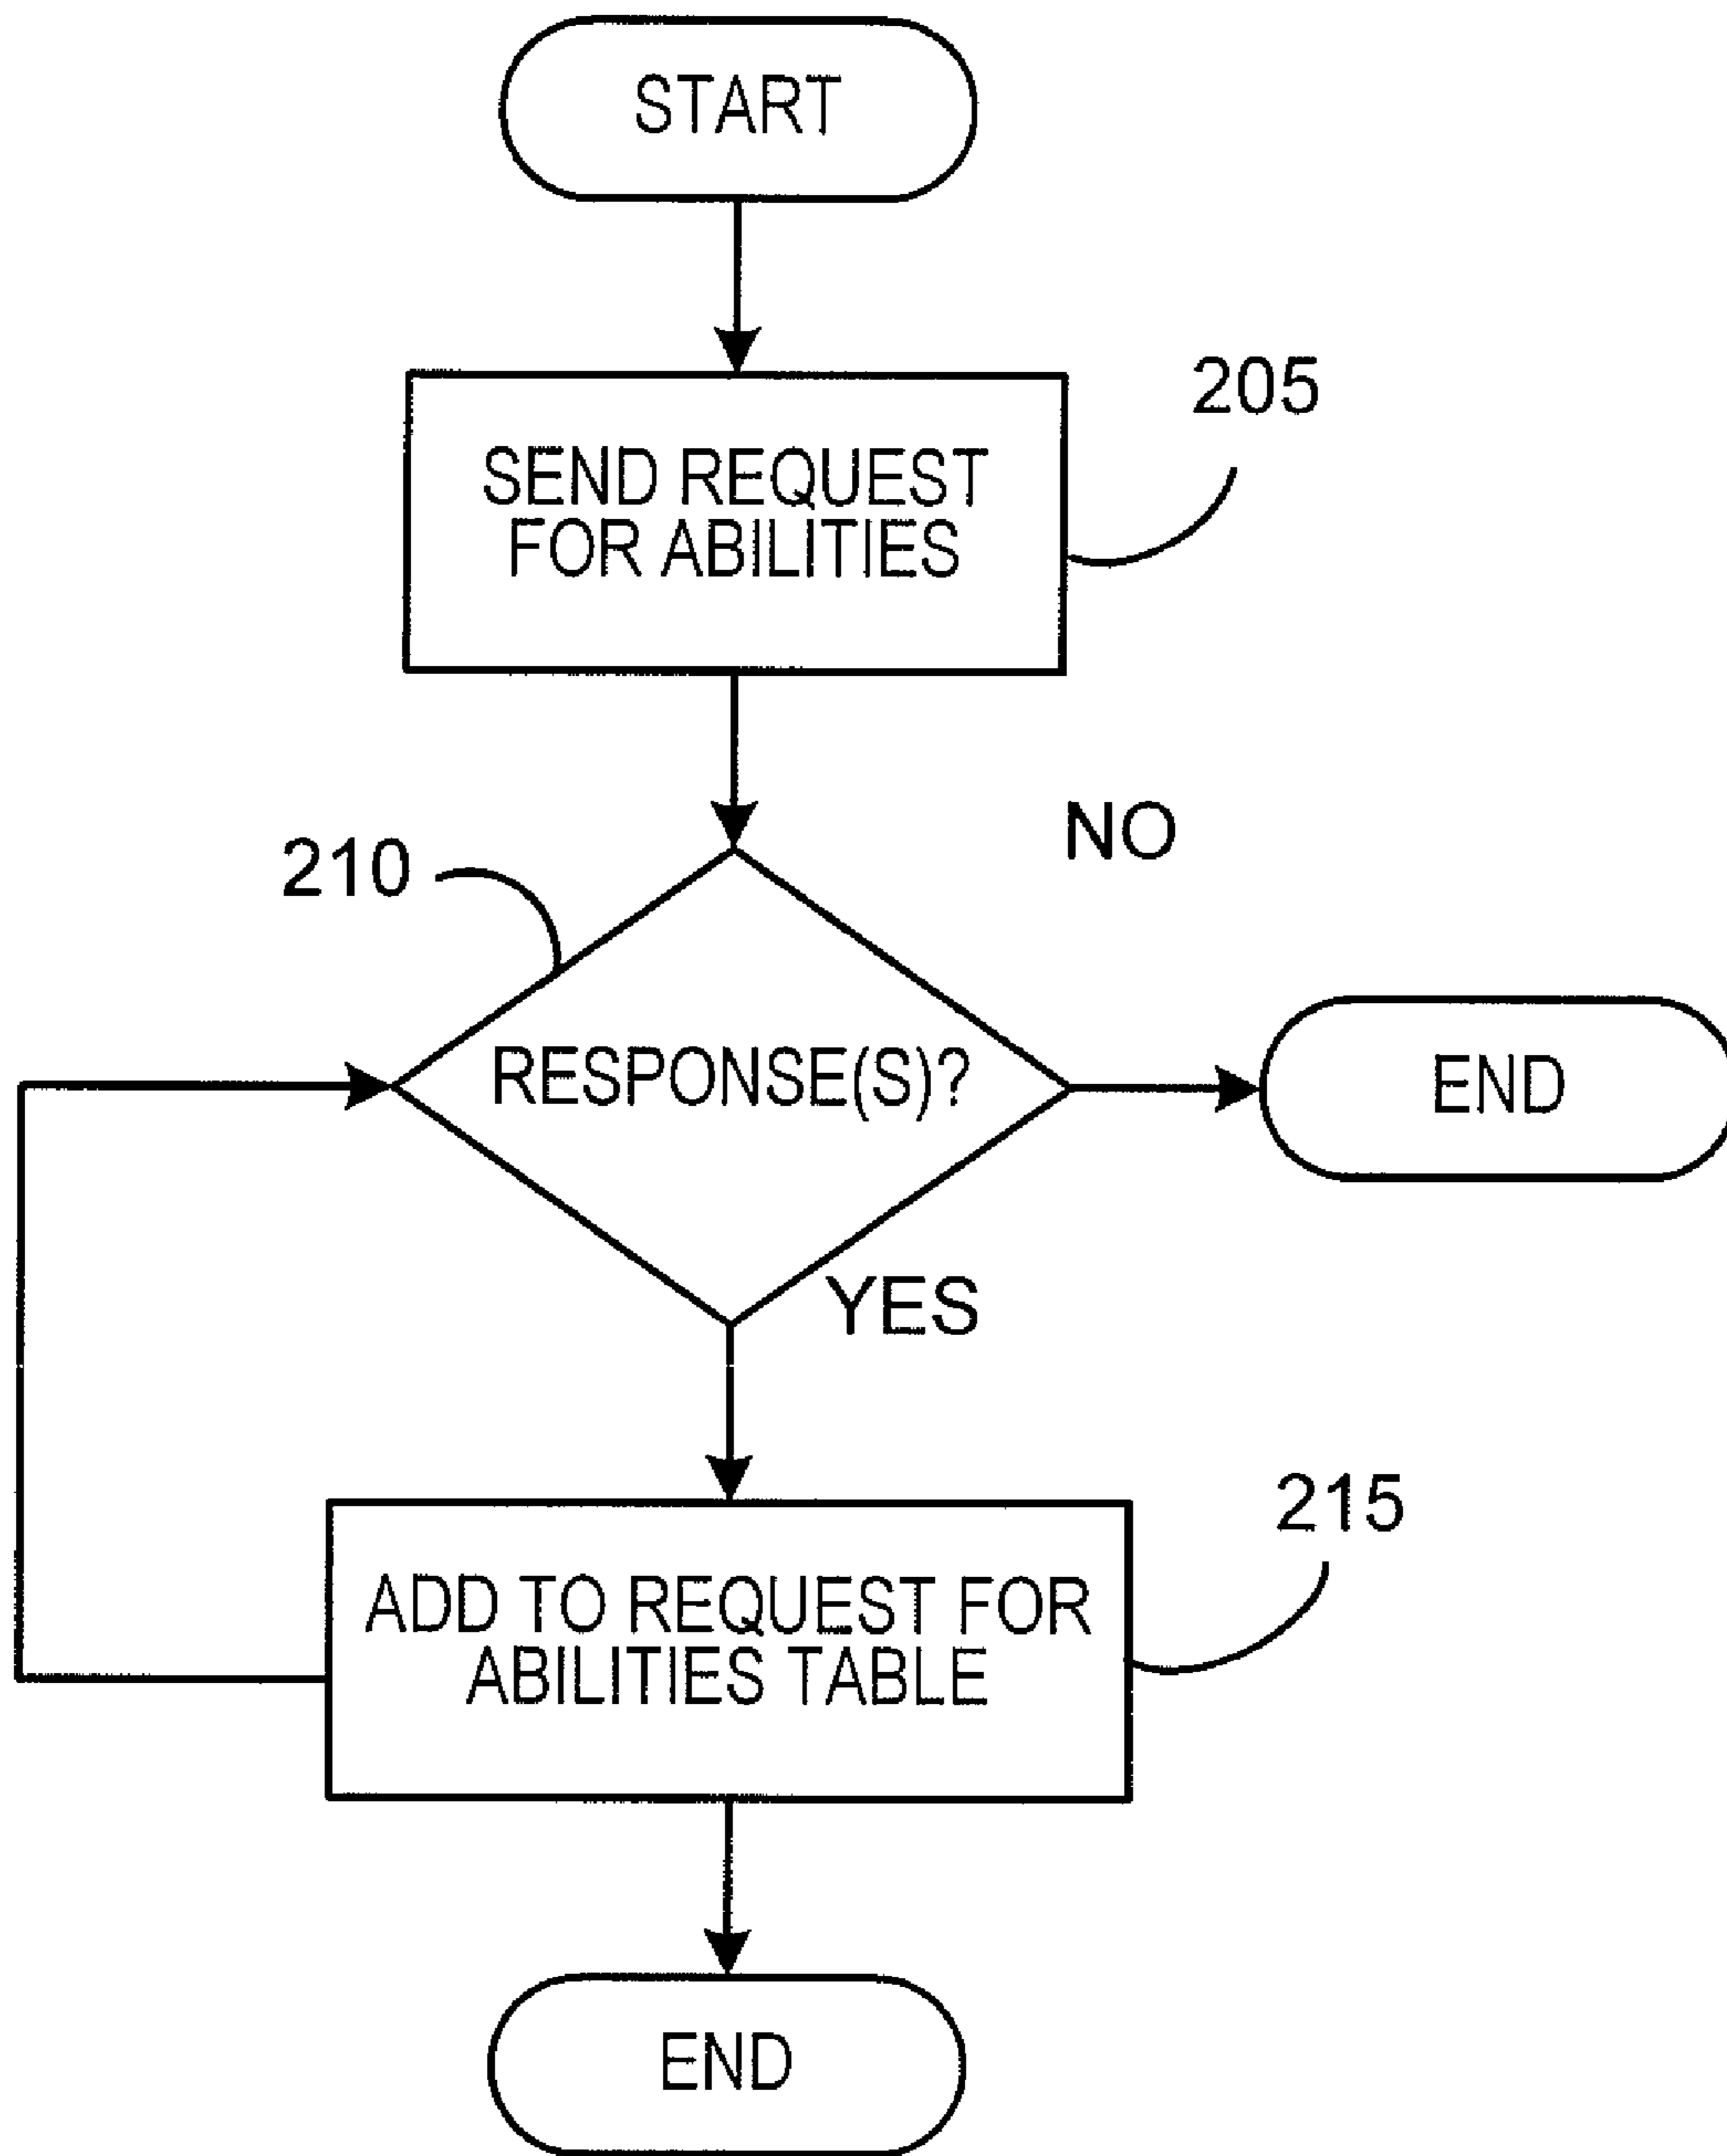 START
205
SEND REQUEST
FOR ABILITIES
NO
210
RESPONSE(S)?
END
YES
215
ADD TO REQUEST FOR
ABILITIES TABLE
END